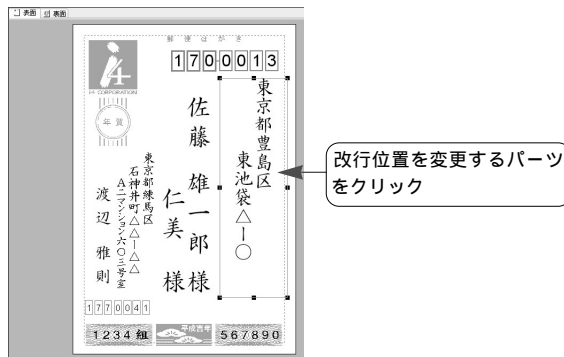 表面 裏面
郵便はがき
1700013
i4
I-4 CORPORATION
年賀
東京都豊島区
東池袋△ー○
佐藤 雄一郎 様
仁美 様
東京都練馬区
石神井町△△ー△△
Aニマンション六〇三号室
渡辺 雅則
1770041
1234組
平成酉年
567890
改行位置を変更するパーツ
をクリック